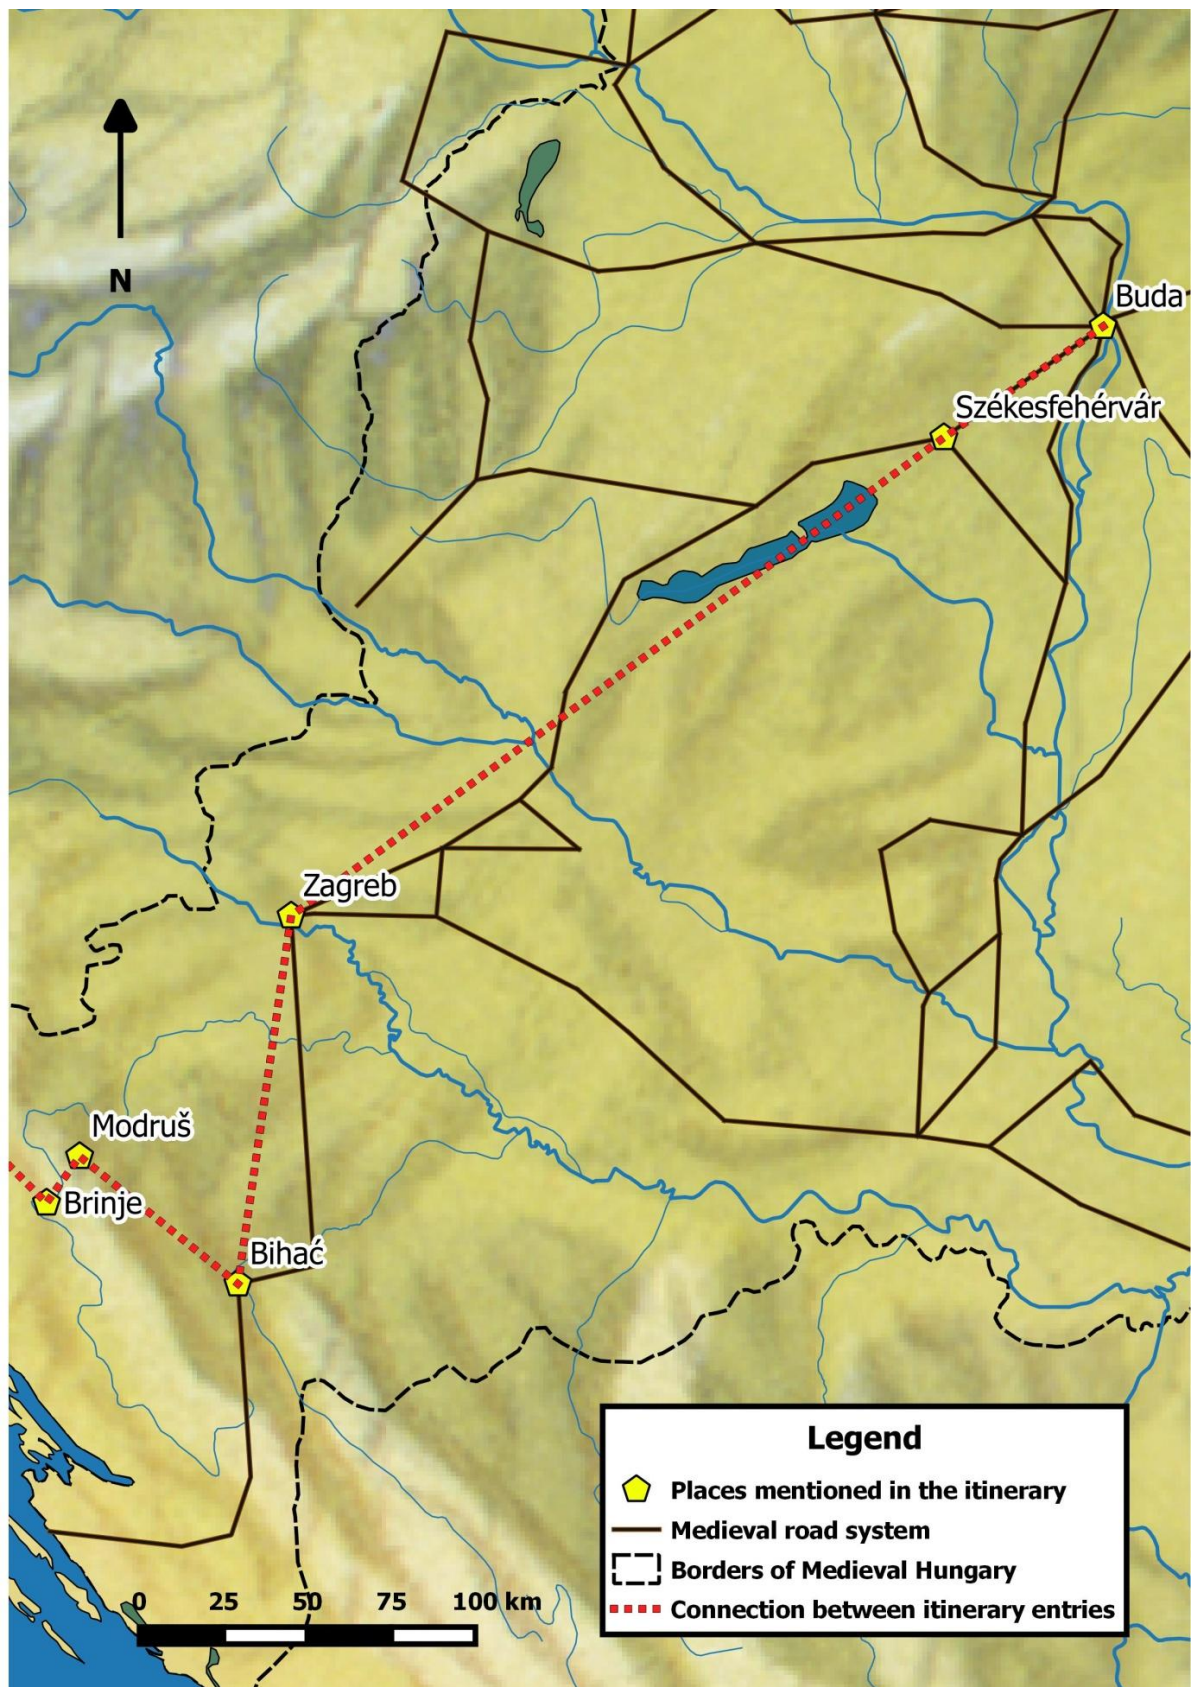 N
Buda
Székesfehérvár
Zagreb
Modruš
Brinje
Bihać
Legend
Places mentioned in the itinerary
Medieval road system
Borders of Medieval Hungary
Connection between itinerary entries
0 25 50 75 100 km